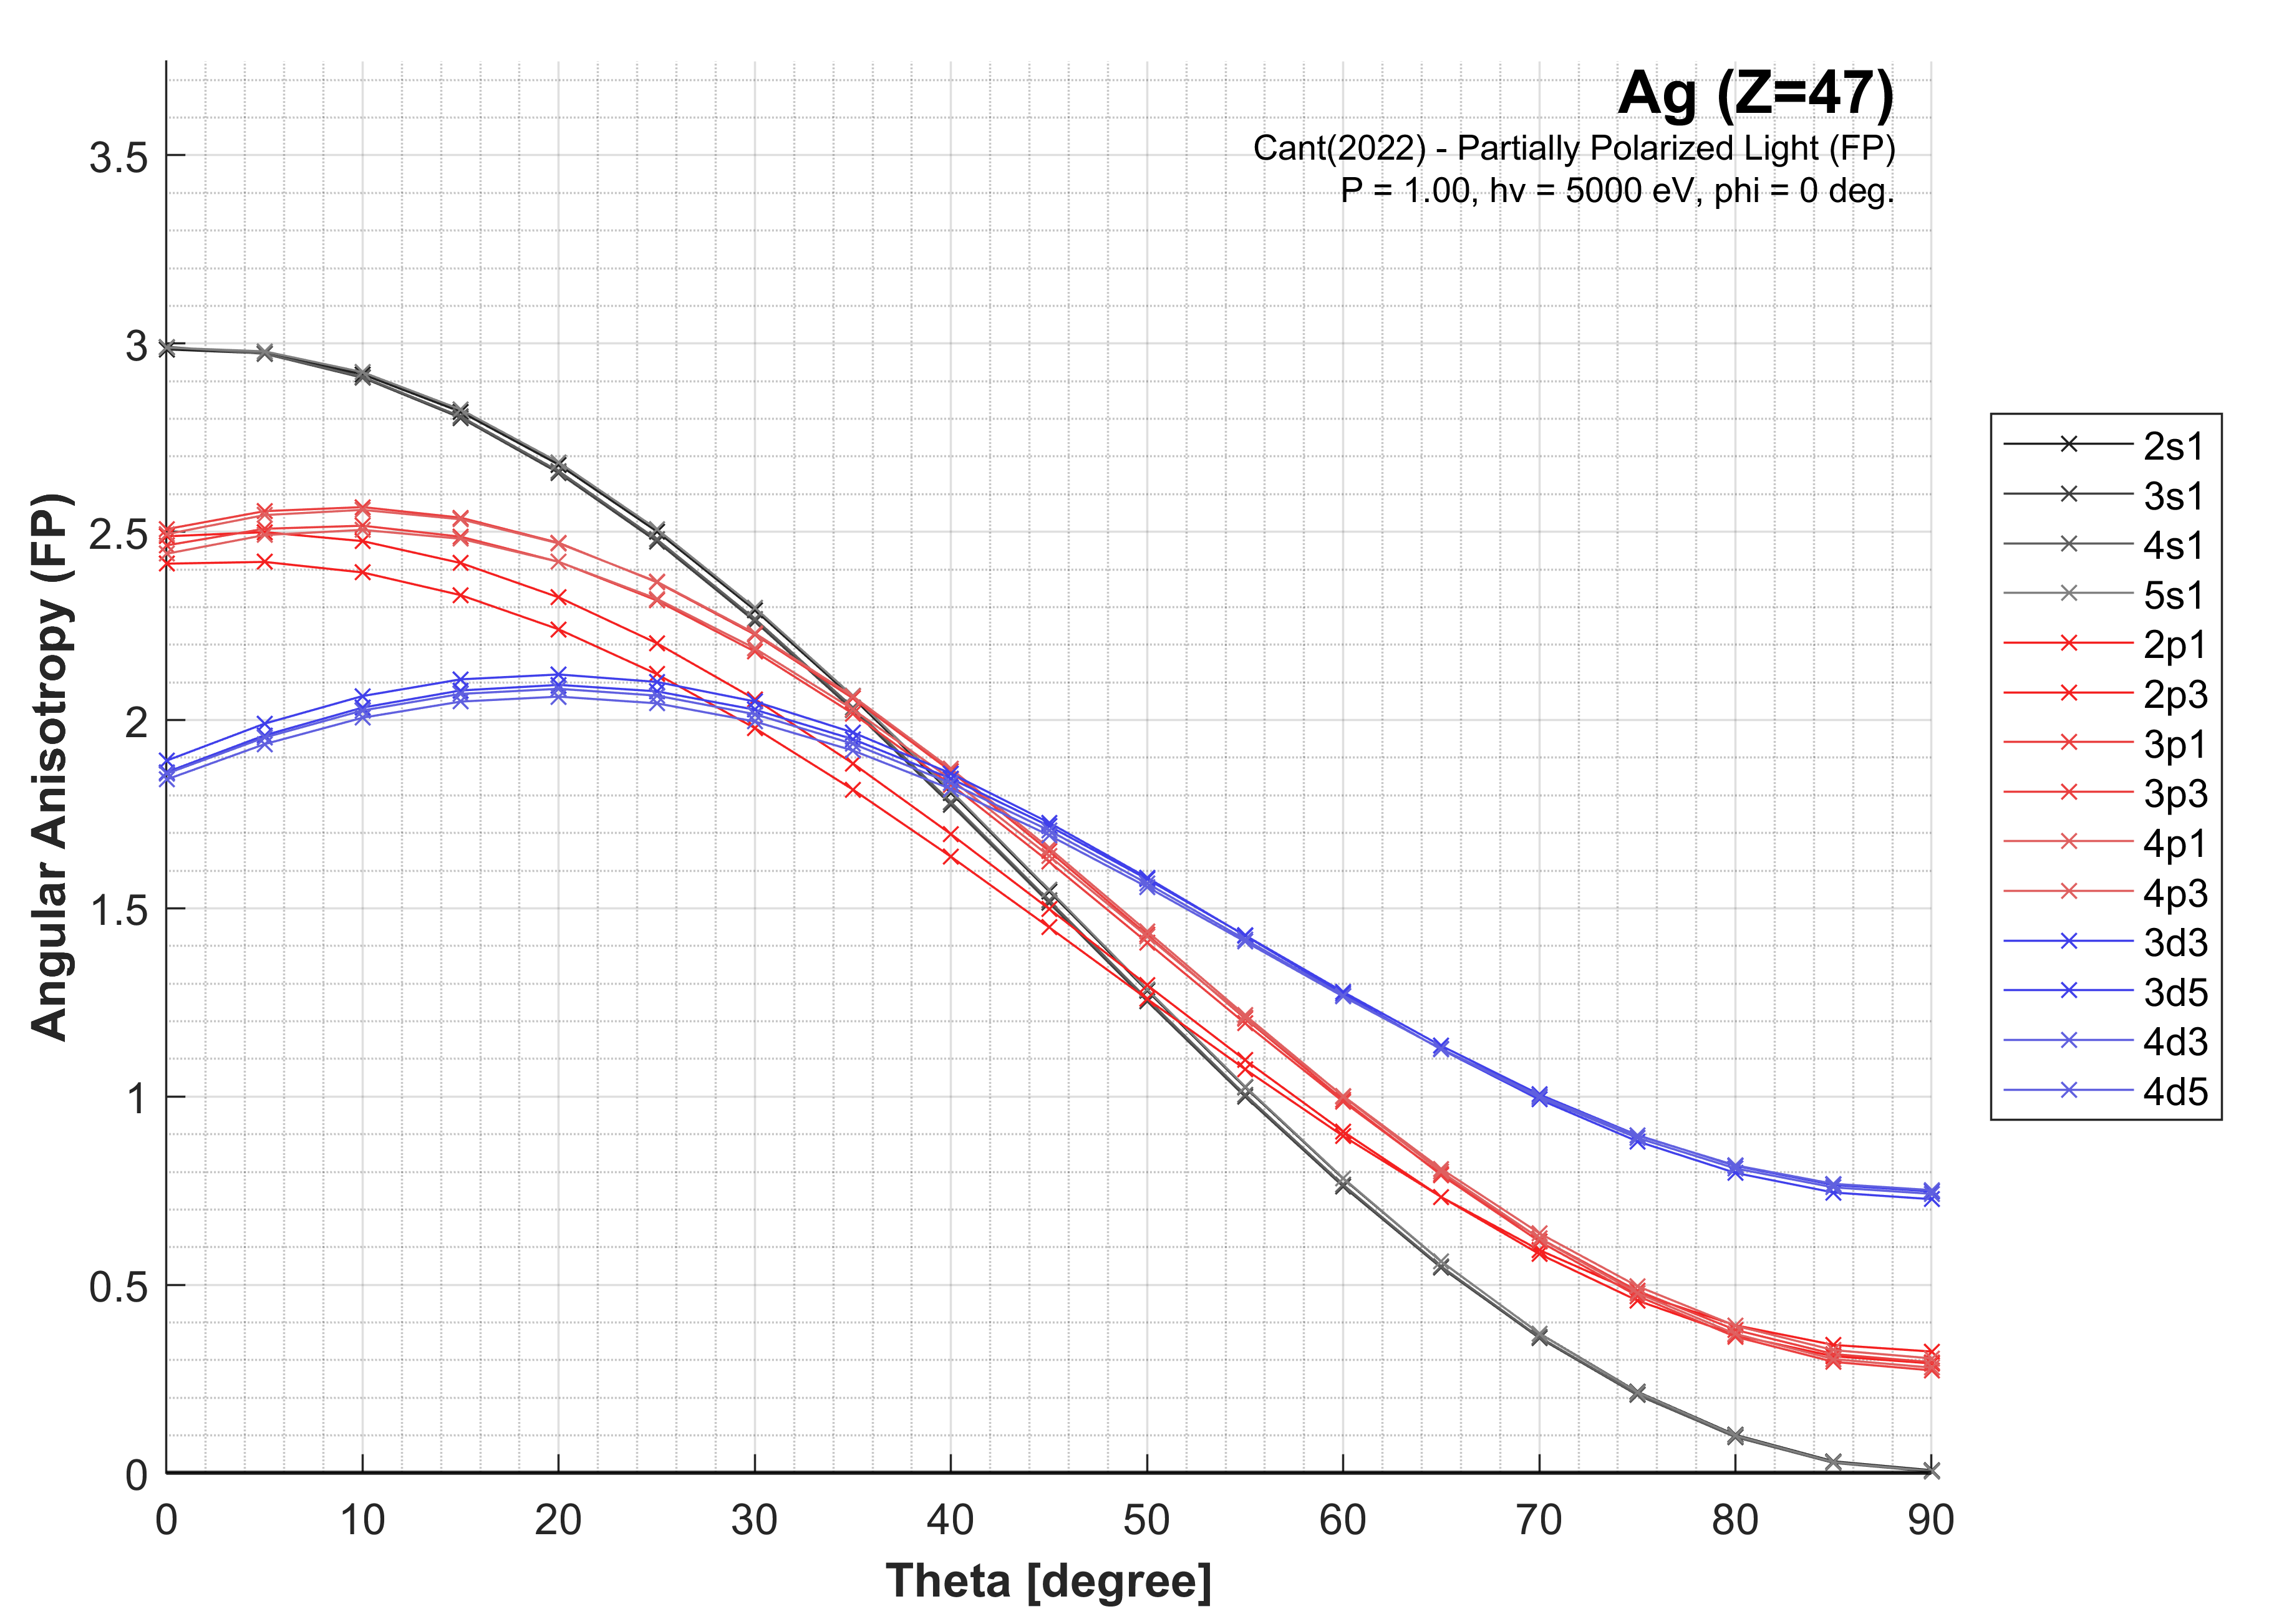 Ag (Z=47)
Cant(2022) - Partially Polarized Light (FP)
P = 1.00, hv = 5000 eV, phi = 0 deg.
Angular Anisotropy (FP)
3.5
3
2.5
2
1.5
1
0.5
0
0 10 20 30 40 50 60 70 80 90
Theta [degree]
2s1
3s1
4s1
5s1
2p1
2p3
3p1
3p3
4p1
4p3
3d3
3d5
4d3
4d5